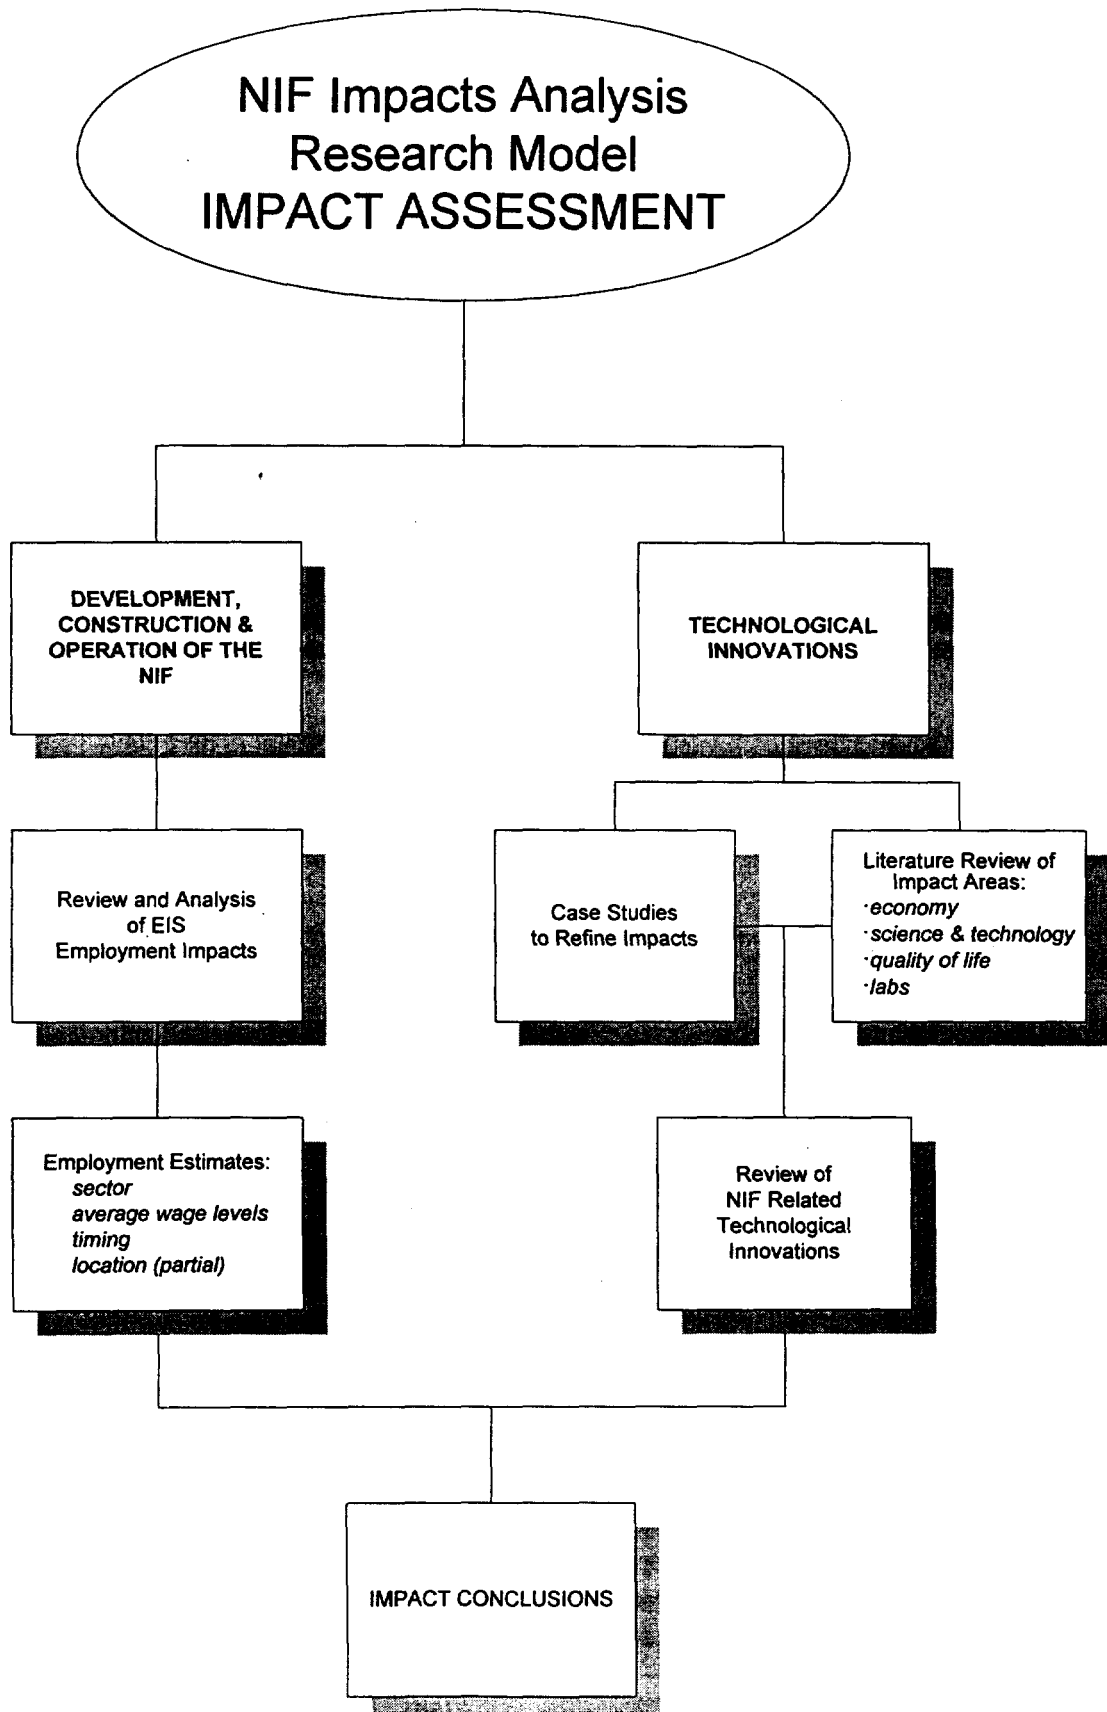 NIF Impacts Analysis
Research Model
IMPACT ASSESSMENT
DEVELOPMENT,
CONSTRUCTION &
OPERATION OF THE
NIF
TECHNOLOGICAL
INNOVATIONS
Review and Analysis
of EIS
Employment Impacts
Case Studies
to Refine Impacts
Literature Review of
Impact Areas:
·economy
·science & technology
·quality of life
·labs
Employment Estimates:
sector
average wage levels
timing
location (partial)
Review of
NIF Related
Technological
Innovations
IMPACT CONCLUSIONS